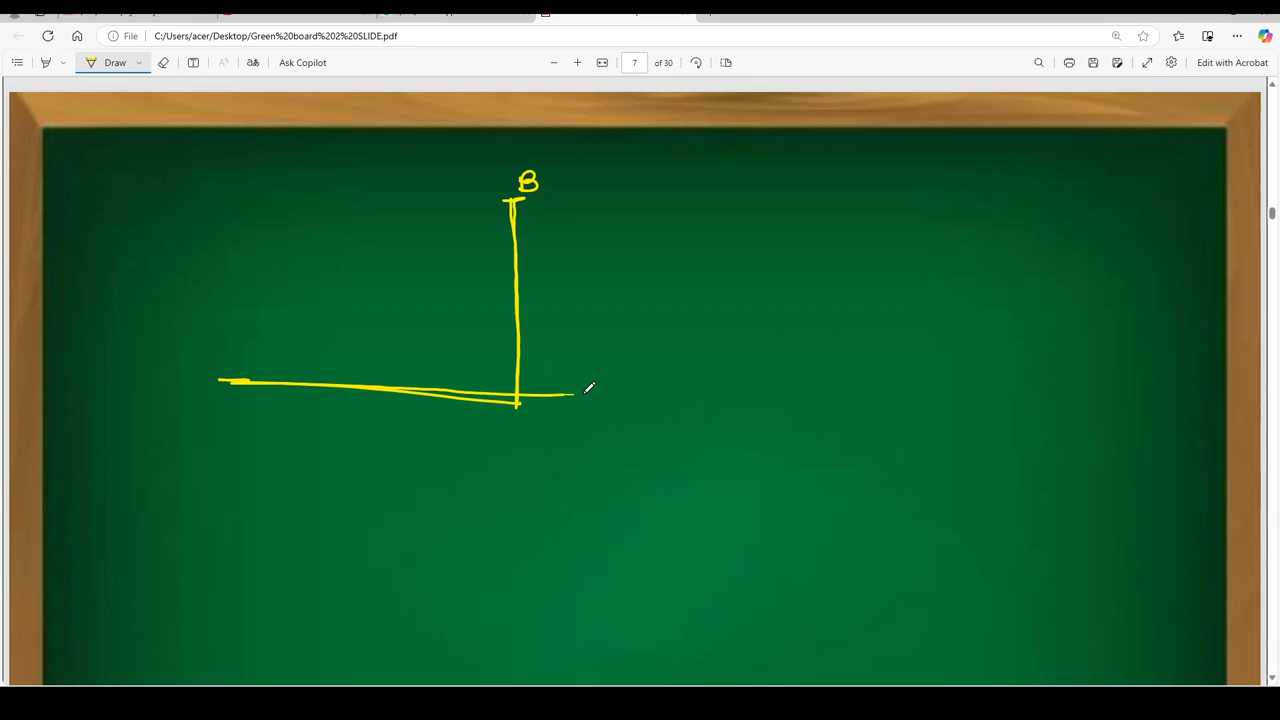 File C:/Users/acer/Desktop/Green%20board%202%20SLIDE.pdf
Draw Ask Copilot 7 of 30 Edit with Acrobat
B